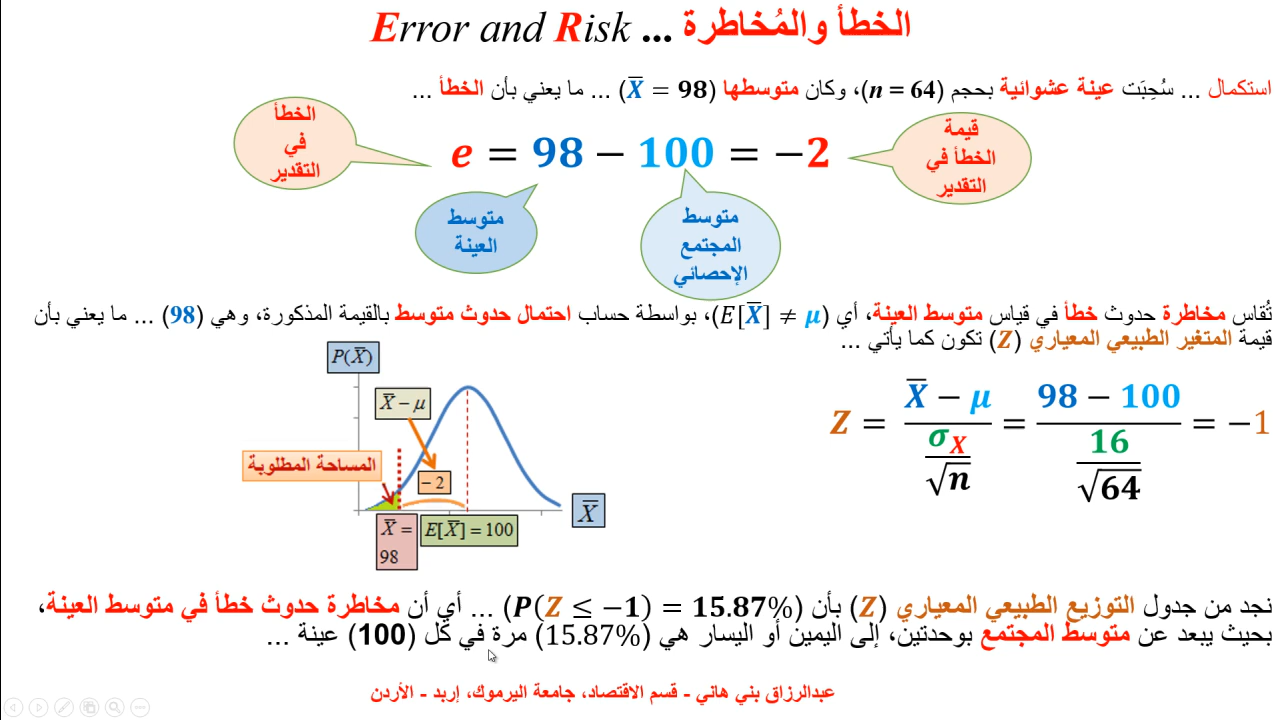 الخطأ والمُخاطرة ... Error and Risk
استكمال ... سُحِبَت عينة عشوائية بحجم (n = 64)، وكان متوسطها (X̅ = 98) ... ما يعني بأن الخطأ ...
الخطأ
في
التقدير
e = 98 − 100 = −2
قيمة
الخطأ في
التقدير
متوسط
العينة
متوسط
المجتمع
الإحصائي
تُقاس مخاطرة حدوث خطأ في قياس متوسط العينة، أي (E[X̅] ≠ μ)، بواسطة حساب احتمال حدوث متوسط بالقيمة المذكورة، وهي (98) ... ما يعني بأن
قيمة المتغير الطبيعي المعياري (Z) تكون كما يأتي ...
P(X̅)
X̅ − μ
المساحة المطلوبة
− 2
X̅
X̅ =
98
E[X̅] = 100
Z = (X̅ − μ) / (σX / √n) = (98 − 100) / (16 / √64) = −1
نجد من جدول التوزيع الطبيعي المعياري (Z) بأن (P(Z ≤ −1) = 15.87%) ... أي أن مخاطرة حدوث خطأ في متوسط العينة،
بحيث يبعد عن متوسط المجتمع بوحدتين، إلى اليمين أو اليسار هي (15.87%) مرة في كل (100) عينة ...
عبدالرزاق بني هاني - قسم الاقتصاد، جامعة اليرموك، إربد - الأردن